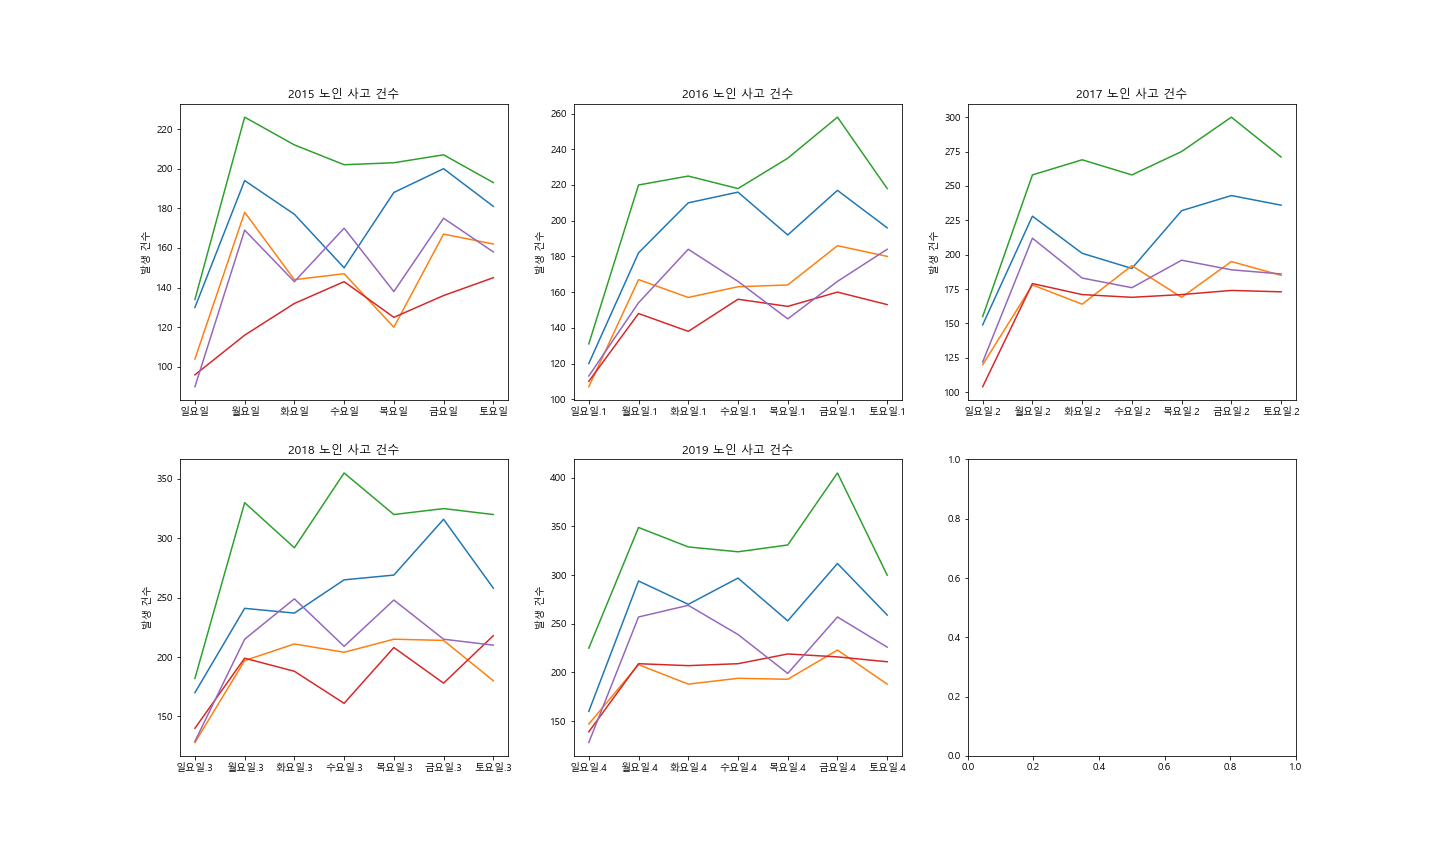 2015 노인 사고 건수
발생 건수
220
200
180
160
140
120
100
일요일 월요일 화요일 수요일 목요일 금요일 토요일
2016 노인 사고 건수
발생 건수
260
240
220
200
180
160
140
120
100
일요일.1 월요일.1 화요일.1 수요일.1 목요일.1 금요일.1 토요일.1
2017 노인 사고 건수
발생 건수
300
275
250
225
200
175
150
125
100
일요일.2 월요일.2 화요일.2 수요일.2 목요일.2 금요일.2 토요일.2
2018 노인 사고 건수
발생 건수
350
300
250
200
150
일요일.3 월요일.3 화요일.3 수요일.3 목요일.3 금요일.3 토요일.3
2019 노인 사고 건수
발생 건수
400
350
300
250
200
150
일요일.4 월요일.4 화요일.4 수요일.4 목요일.4 금요일.4 토요일.4
1.0
0.8
0.6
0.4
0.2
0.0
0.0 0.2 0.4 0.6 0.8 1.0